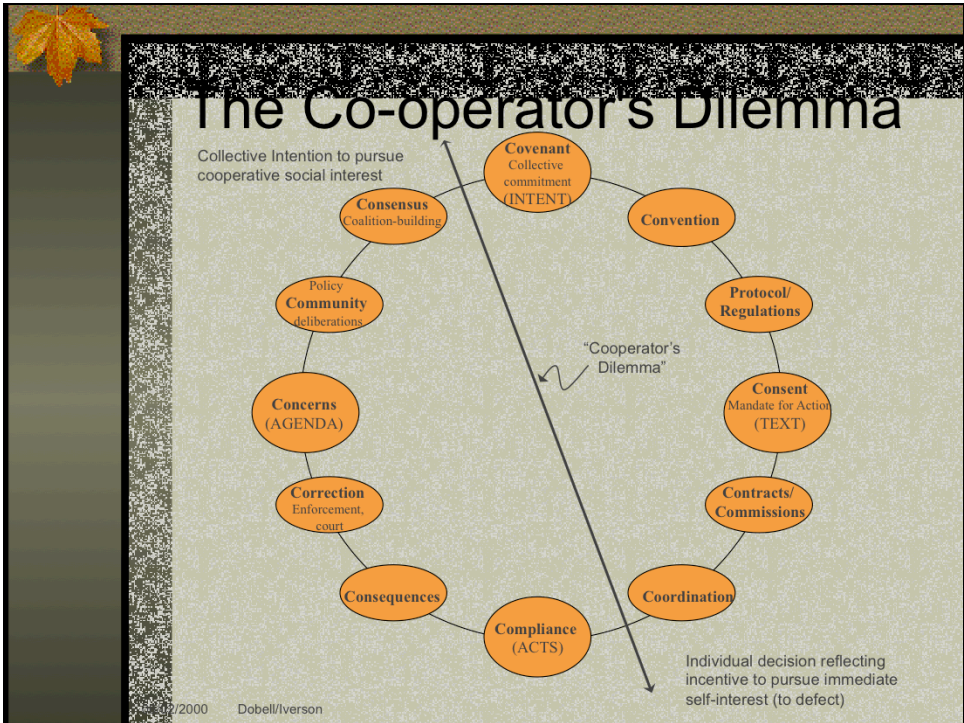 The Co-operator's Dilemma
Collective Intention to pursue
cooperative social interest
Covenant
Collective
commitment
(INTENT)
Consensus
Coalition-building
Convention
Policy
Community
deliberations
Protocol/
Regulations
“Cooperator’s
Dilemma”
Concerns
(AGENDA)
Consent
Mandate for Action
(TEXT)
Correction
Enforcement,
court
Contracts/
Commissions
Consequences
Coordination
Compliance
(ACTS)
Individual decision reflecting
incentive to pursue immediate
self-interest (to defect)
/2000 Dobell/Iverson